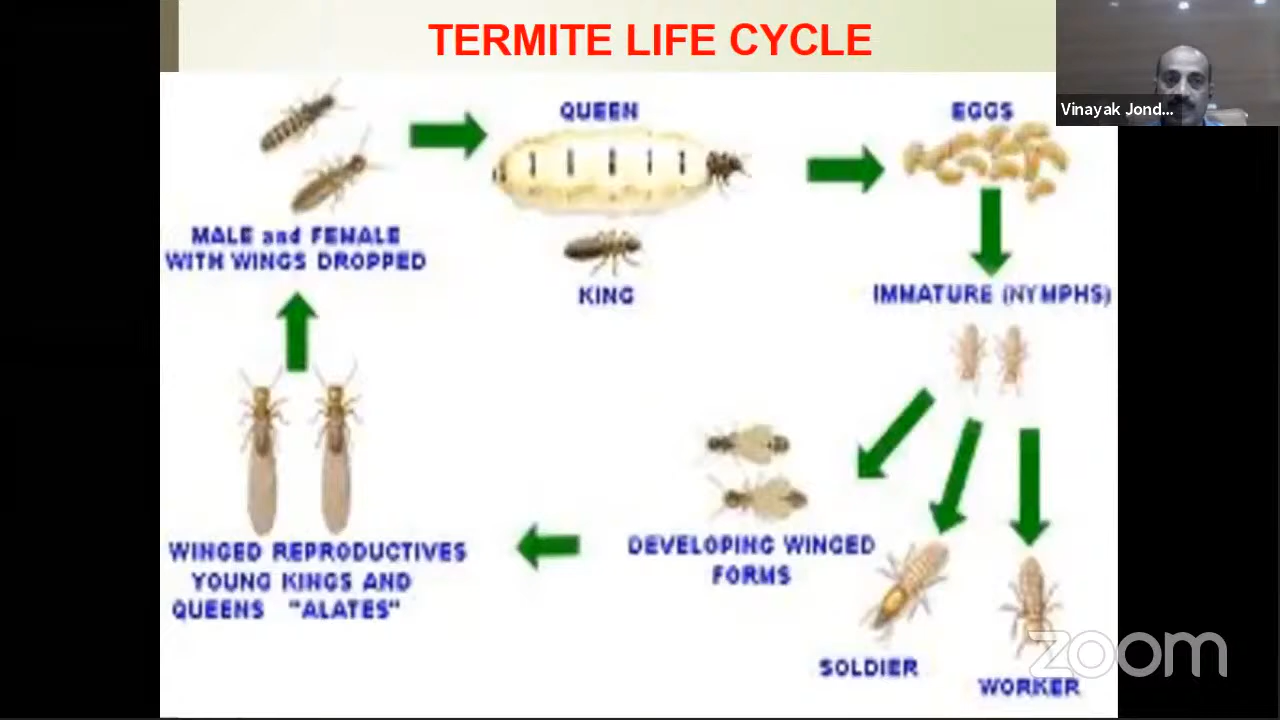 TERMITE LIFE CYCLE
Vinayak Jond...
QUEEN
EGGS
MALE and FEMALE
WITH WINGS DROPPED
KING
IMMATURE (NYMPHS)
DEVELOPING WINGED
FORMS
WINGED REPRODUCTIVES
YOUNG KINGS AND
QUEENS "ALATES"
SOLDIER
WORKER
zoom